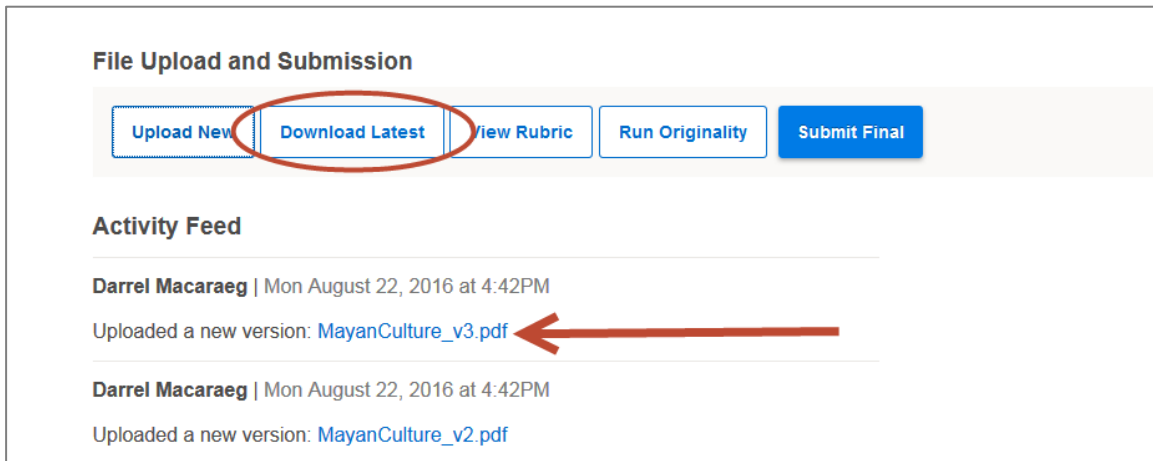 File Upload and Submission
Upload New Download Latest View Rubric Run Originality Submit Final
Activity Feed
Darrel Macaraeg | Mon August 22, 2016 at 4:42PM
Uploaded a new version: MayanCulture_v3.pdf
Darrel Macaraeg | Mon August 22, 2016 at 4:42PM
Uploaded a new version: MayanCulture_v2.pdf